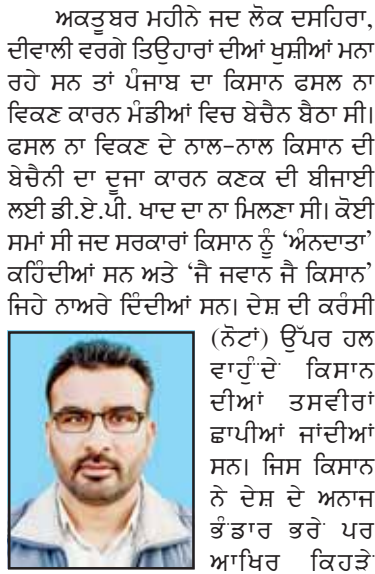 ਅਕਤੂਬਰ ਮਹੀਨੇ ਜਦ ਲੋਕ ਦਸਹਿਰਾ,
ਦੀਵਾਲੀ ਵਰਗੇ ਤਿਉਹਾਰਾਂ ਦੀਆਂ ਖੁਸ਼ੀਆਂ ਮਨਾ
ਰਹੇ ਸਨ ਤਾਂ ਪੰਜਾਬ ਦਾ ਕਿਸਾਨ ਫਸਲ ਨਾ
ਵਿਕਣ ਕਾਰਨ ਮੰਡੀਆਂ ਵਿਚ ਬੇਚੈਨ ਬੈਠਾ ਸੀ।
ਫਸਲ ਨਾ ਵਿਕਣ ਦੇ ਨਾਲ-ਨਾਲ ਕਿਸਾਨ ਦੀ
ਬੇਚੈਨੀ ਦਾ ਦੂਜਾ ਕਾਰਨ ਕਣਕ ਦੀ ਬੀਜਾਈ
ਲਈ ਡੀ.ਏ.ਪੀ. ਖਾਦ ਦਾ ਨਾ ਮਿਲਣਾ ਸੀ। ਕੋਈ
ਸਮਾਂ ਸੀ ਜਦ ਸਰਕਾਰਾਂ ਕਿਸਾਨ ਨੂੰ ‘ਅੰਨਦਾਤਾ’
ਕਹਿੰਦੀਆਂ ਸਨ ਅਤੇ ‘ਜੈ ਜਵਾਨ ਜੈ ਕਿਸਾਨ’
ਜਿਹੇ ਨਾਅਰੇ ਦਿੰਦੀਆਂ ਸਨ। ਦੇਸ਼ ਦੀ ਕਰੰਸੀ
(ਨੋਟਾਂ) ਉੱਪਰ ਹਲ
ਵਾਹੁੰਦੇ ਕਿਸਾਨ
ਦੀਆਂ ਤਸਵੀਰਾਂ
ਛਾਪੀਆਂ ਜਾਂਦੀਆਂ
ਸਨ। ਜਿਸ ਕਿਸਾਨ
ਨੇ ਦੇਸ਼ ਦੇ ਅਨਾਜ
ਭੰਡਾਰ ਭਰੇ ਪਰ
ਆਖਿਰ ਕਿਹੜੇ